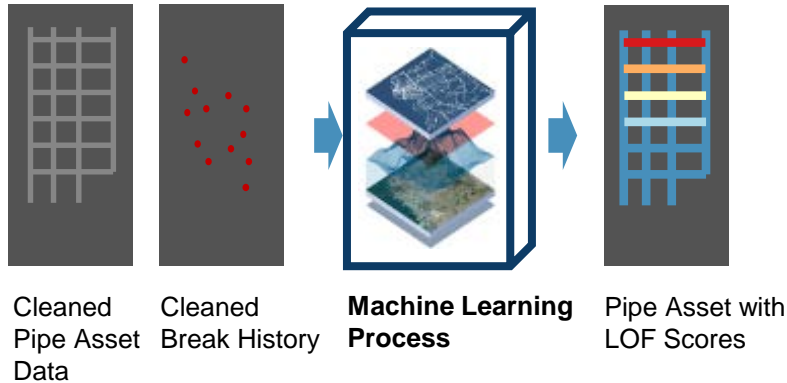 Cleaned
Pipe Asset
Data
Cleaned
Break History
Machine Learning
Process
Pipe Asset with
LOF Scores